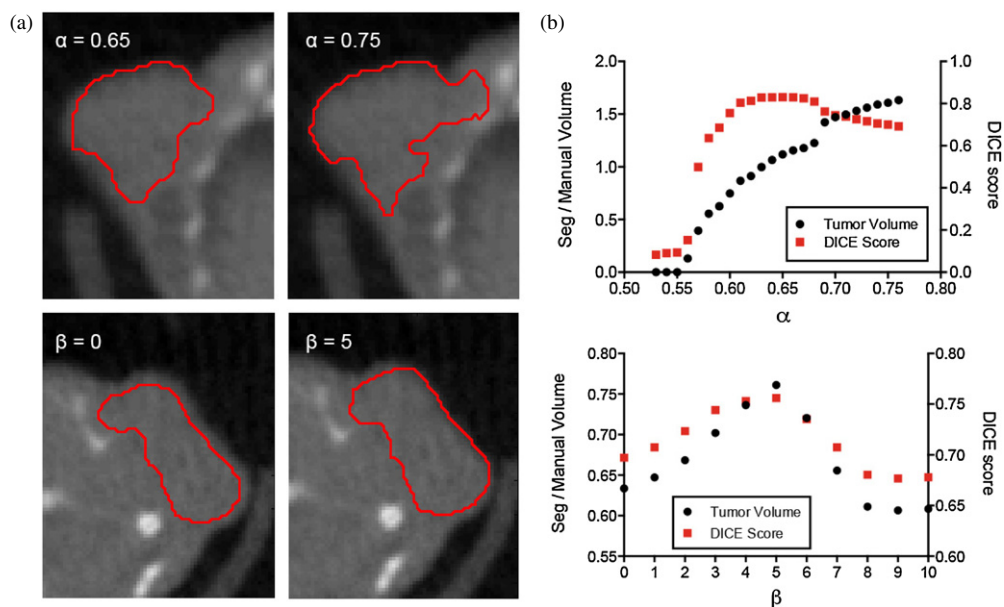 (a)
α = 0.65
α = 0.75
β = 0
β = 5
(b)
Seg / Manual Volume
2.0
1.5
1.0
0.5
0.0
1.0
0.8
0.6
0.4
0.2
0.0
DICE score
Tumor Volume
DICE Score
0.50 0.55 0.60 0.65 0.70 0.75 0.80
α
Seg / Manual Volume
0.80
0.75
0.70
0.65
0.60
0.55
0.80
0.75
0.70
0.65
0.60
DICE score
Tumor Volume
DICE Score
0 1 2 3 4 5 6 7 8 9 10
β